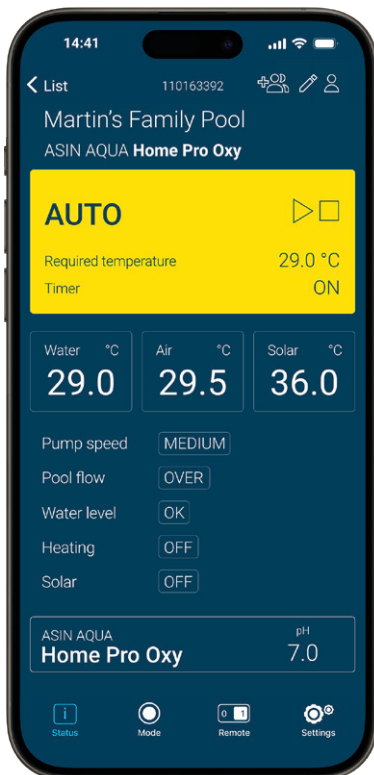 14:41
List
110163392
Martin's Family Pool
ASIN AQUA Home Pro Oxy
AUTO
Required temperature 29.0 °C
Timer ON
Water °C Air °C Solar °C
29.0 29.5 36.0
Pump speed MEDIUM
Pool flow OVER
Water level OK
Heating OFF
Solar OFF
ASIN AQUA pH
Home Pro Oxy 7.0
i 0 1
Status Mode Remote Settings